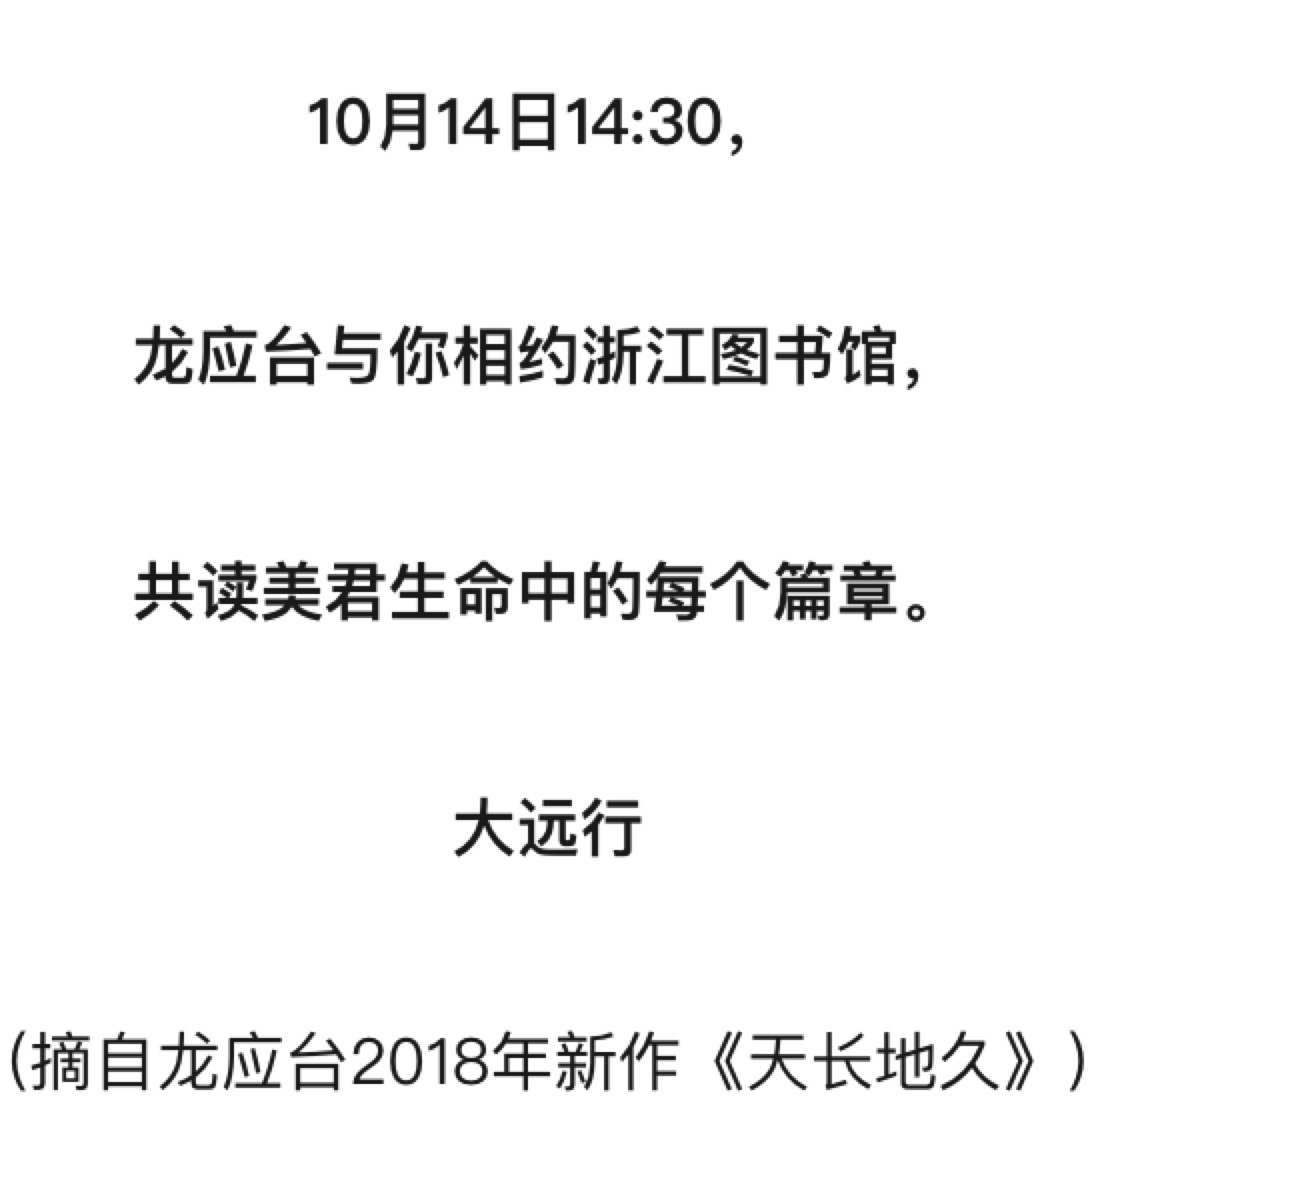 10月14日14:30，
龙应台与你相约浙江图书馆，
共读美君生命中的每个篇章。
大远行
（摘自龙应台2018年新作《天长地久》）